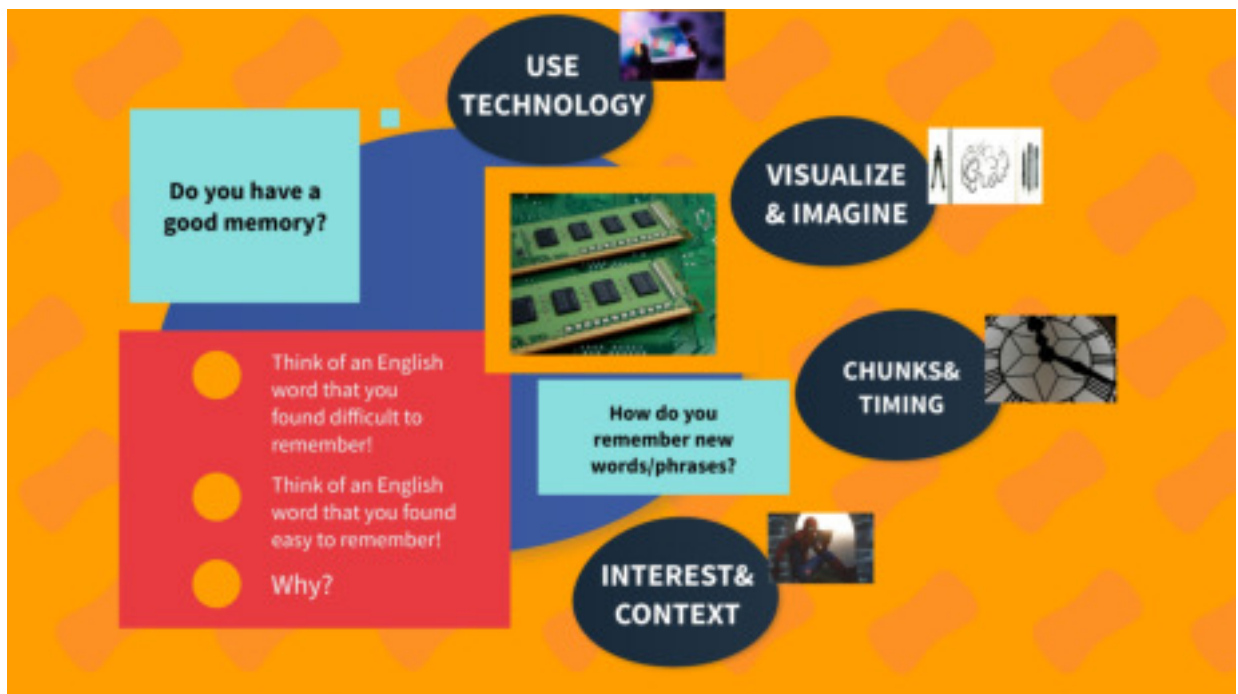 USE
TECHNOLOGY
Do you have a
good memory?
VISUALIZE
& IMAGINE
Think of an English
word that you
found difficult to
remember!
Think of an English
word that you found
easy to remember!
Why?
How do you
remember new
words/phrases?
CHUNKS&
TIMING
INTEREST&
CONTEXT